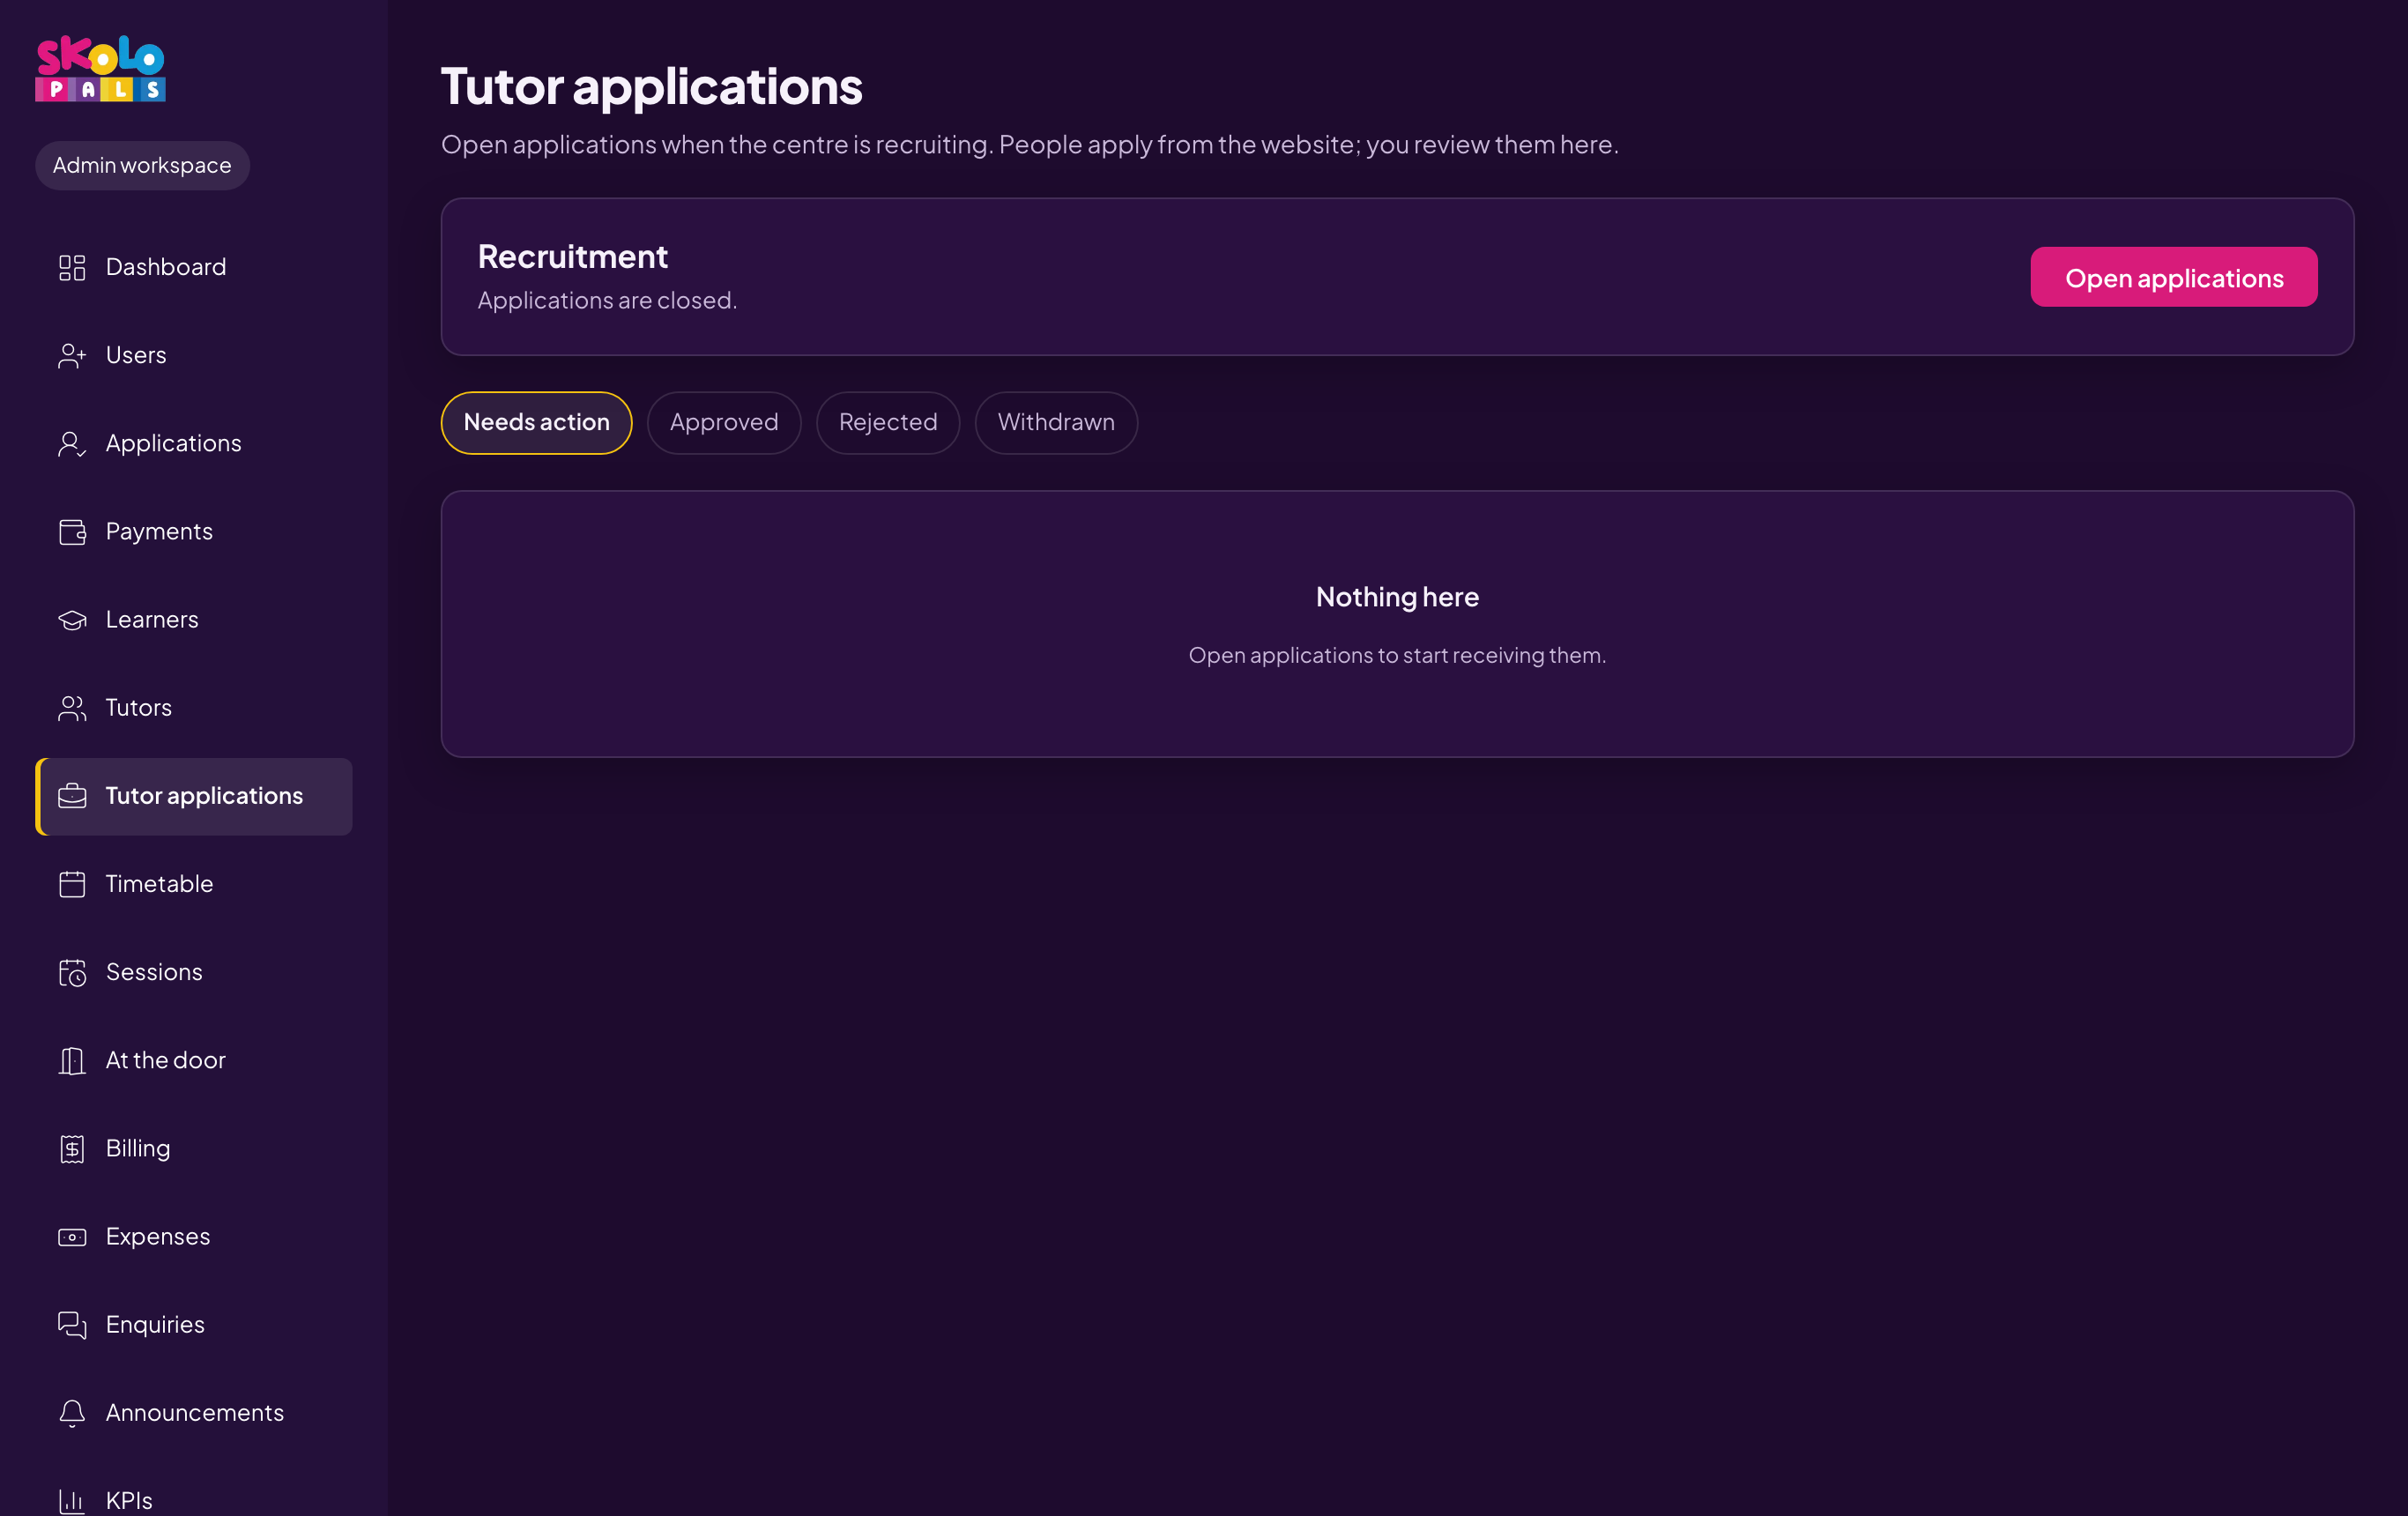 SKOLO
PALS
Admin workspace
Dashboard
Users
Applications
Payments
Learners
Tutors
Tutor applications
Timetable
Sessions
At the door
Billing
Expenses
Enquiries
Announcements
KPIs
Tutor applications
Open applications when the centre is recruiting. People apply from the website; you review them here.
Recruitment
Applications are closed.
Open applications
Needs action
Approved
Rejected
Withdrawn
Nothing here
Open applications to start receiving them.